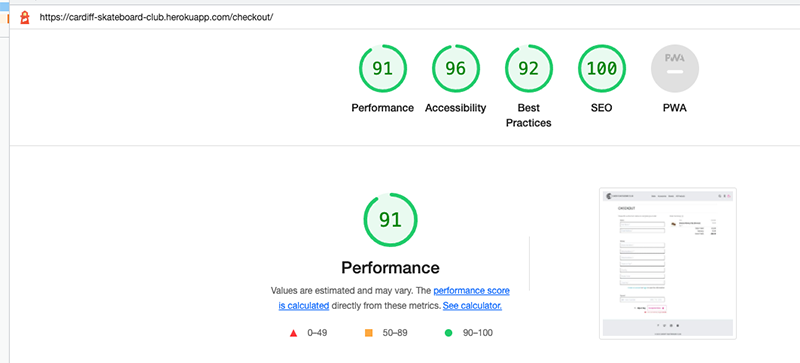 https://cardiff-skateboard-club.herokuapp.com/checkout/
91
96
92
100
PWA
Performance
Accessibility
Best
Practices
SEO
PWA
91
Performance
Values are estimated and may vary. The performance score
is calculated directly from these metrics. See calculator.
0–49
50–89
90–100
CHECKOUT